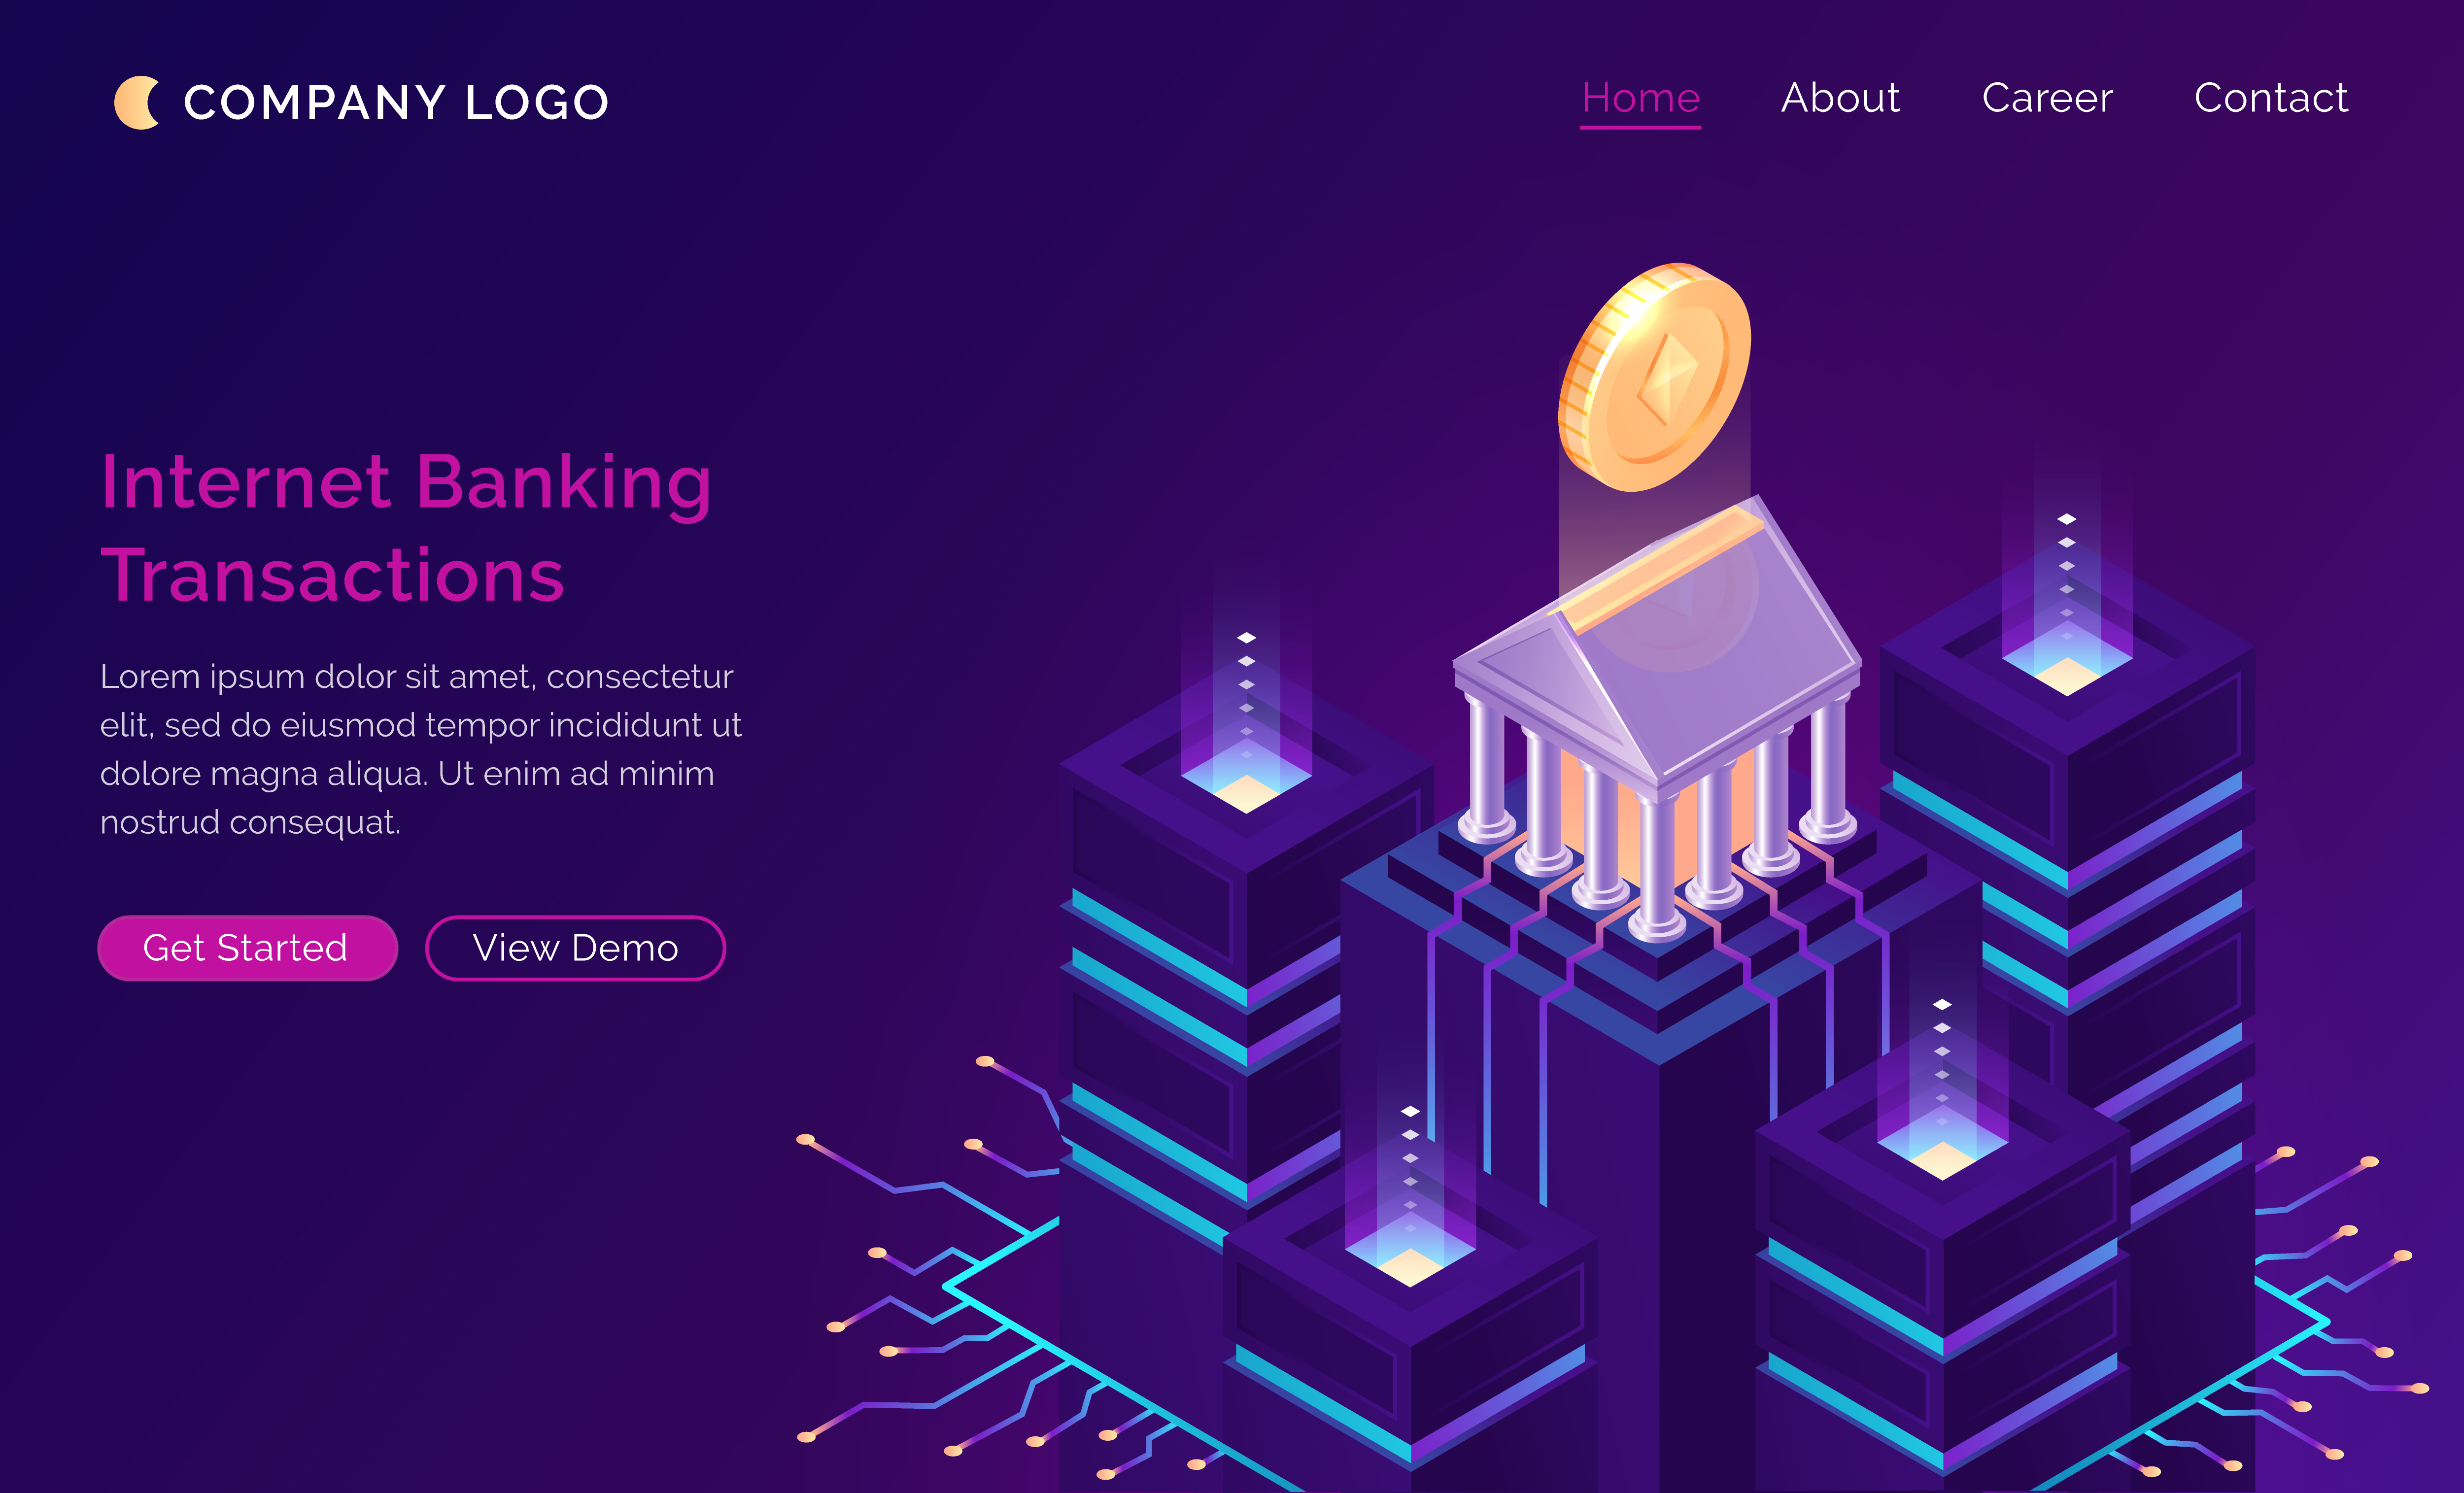 COMPANY LOGO
Home About Career Contact
Internet Banking
Transactions
Lorem ipsum dolor sit amet, consectetur
elit, sed do eiusmod tempor incididunt ut
dolore magna aliqua. Ut enim ad minim
nostrud consequat.
Get Started View Demo